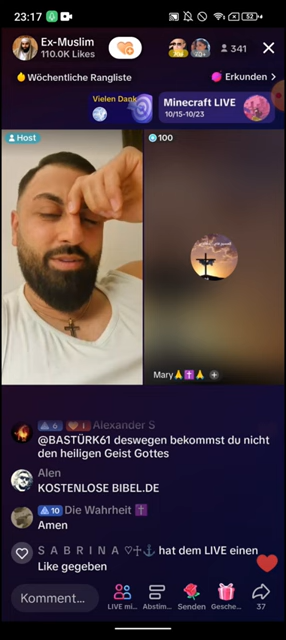 23:17
52
Ex-Muslim
110.0K Likes
341
Wöchentliche Rangliste
Erkunden
Vielen Dank
Minecraft LIVE
10/15-10/23
Host
100
Mary🙏✝️🙏
6
1
Alexander S
@BASTÜRK61 deswegen bekommst du nicht
den heiligen Geist Gottes
Alen
KOSTENLOSE BIBEL.DE
10
Die Wahrheit ✝️
Amen
S A B R I N A ♡☩⚓ hat dem LIVE einen
Like gegeben
Komment...
LIVE mi...
Abstim...
Senden
Gesche...
37